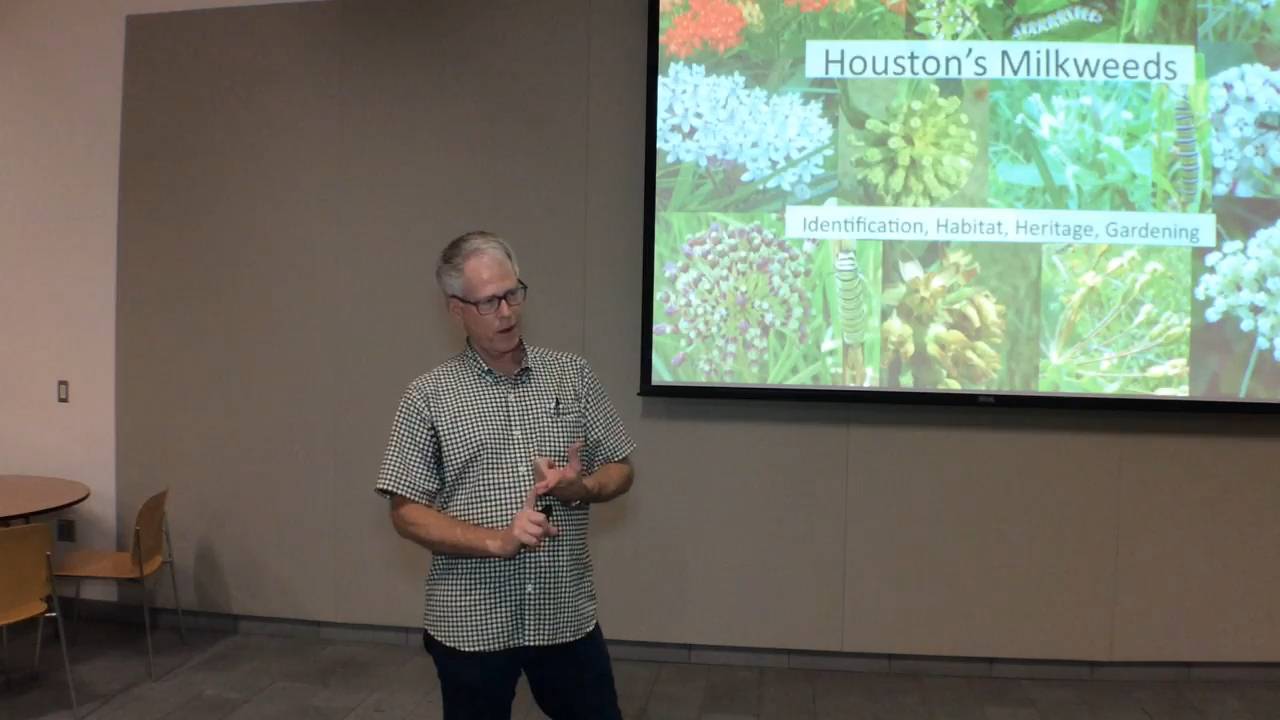 Houston's Milkweeds
Identification, Habitat, Heritage, Gardening